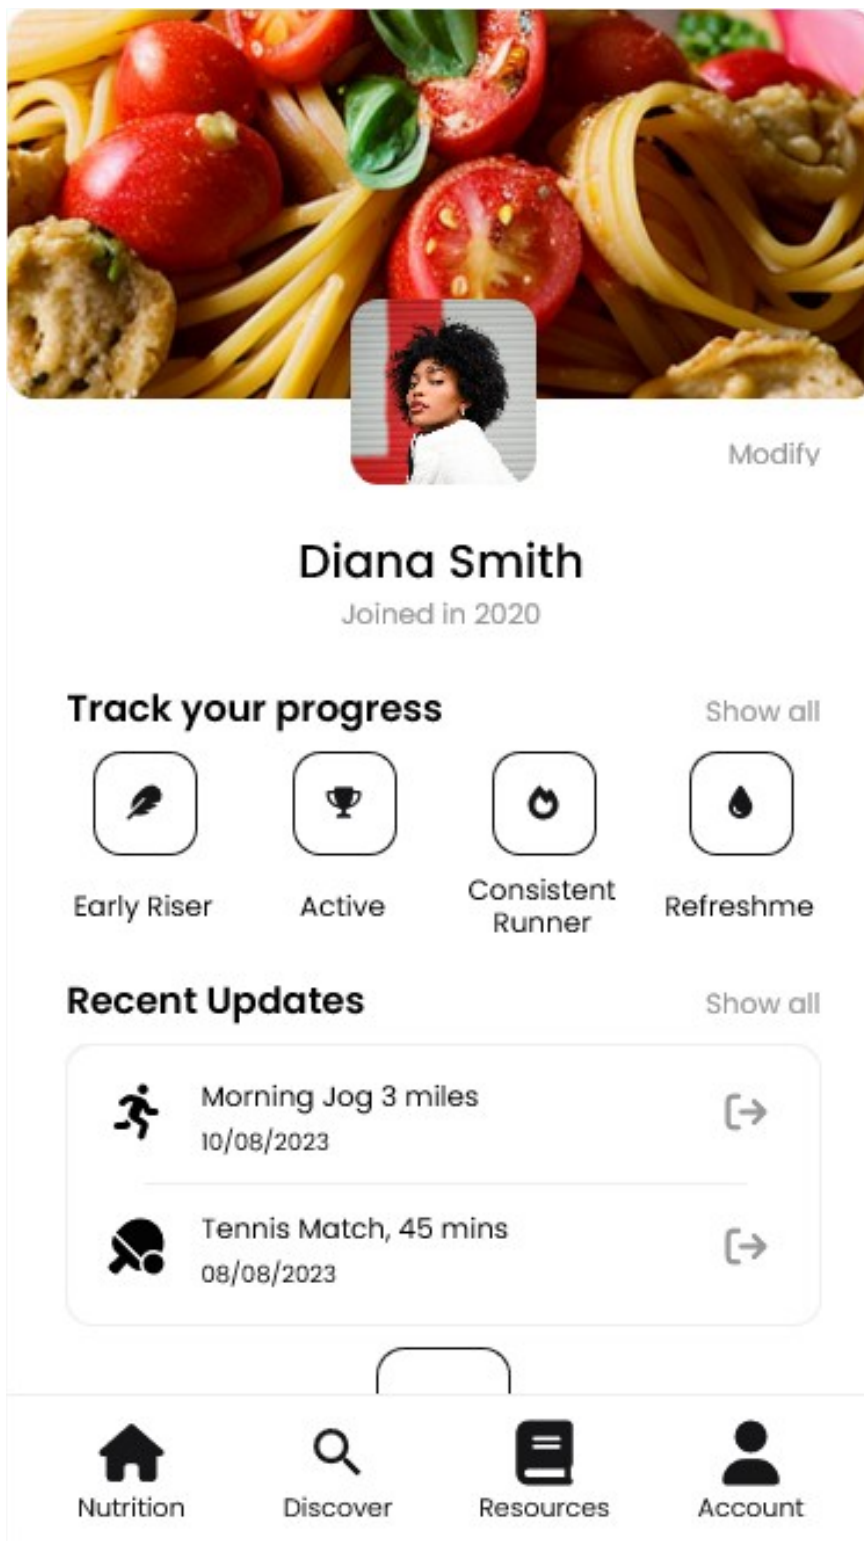 Modify
Diana Smith
Joined in 2020
Track your progress
Show all
Early Riser
Active
Consistent
Runner
Refreshme
Recent Updates
Show all
Morning Jog 3 miles
10/08/2023
Tennis Match, 45 mins
08/08/2023
Nutrition
Discover
Resources
Account